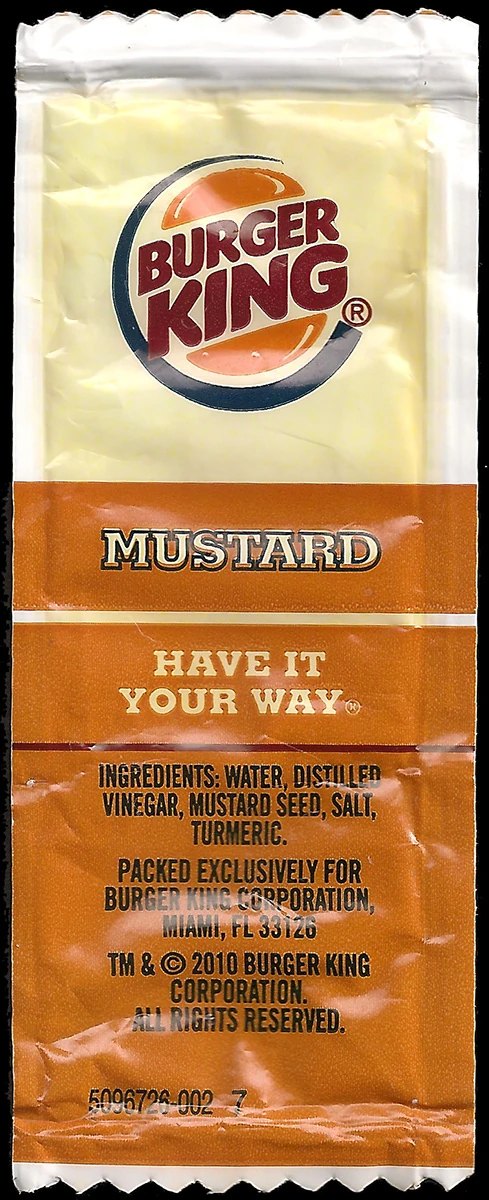 BURGER
KING®
MUSTARD
HAVE IT
YOUR WAY®
INGREDIENTS: WATER, DISTILLED
VINEGAR, MUSTARD SEED, SALT,
TURMERIC.
PACKED EXCLUSIVELY FOR
BURGER KING CORPORATION,
MIAMI, FL 33126
TM & © 2010 BURGER KING
CORPORATION.
ALL RIGHTS RESERVED.
5096726-002 7